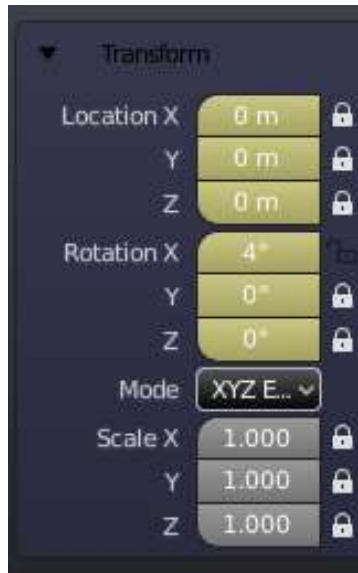 Transform
Location X 0 m
Y 0 m
Z 0 m
Rotation X 4°
Y 0°
Z 0°
Mode XYZ E...
Scale X 1.000
Y 1.000
Z 1.000